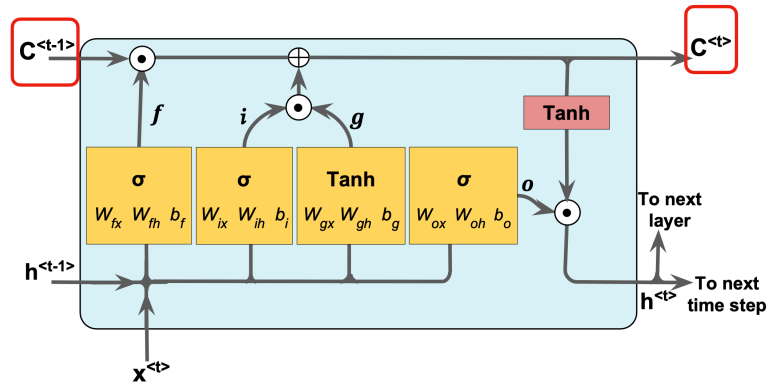 C<t-1>
C<t>
f
i
g
Tanh
σ
W_fx W_fh b_f
σ
W_ix W_ih b_i
Tanh
W_gx W_gh b_g
σ
W_ox W_oh b_o
o
To next
layer
h<t-1>
h<t>
To next
time step
x<t>